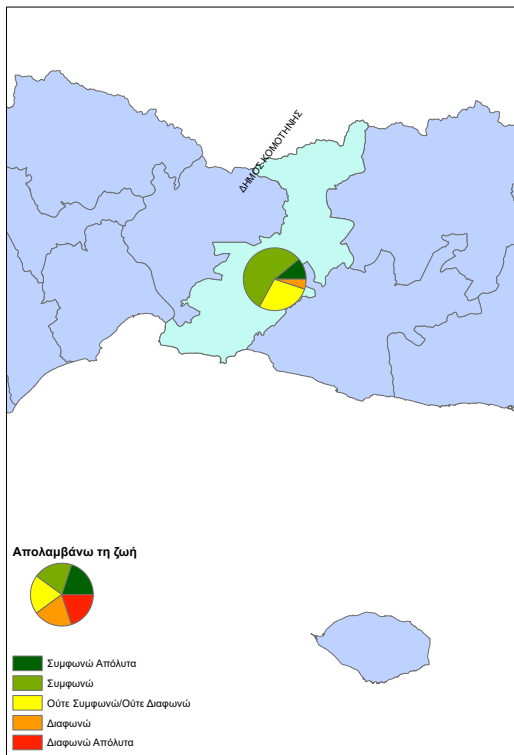 ΔΗΜΟΣ ΚΟΜΟΤΗΝΗΣ
Απολαμβάνω τη ζωή
Συμφωνώ Απόλυτα
Συμφωνώ
Ούτε Συμφωνώ/Ούτε Διαφωνώ
Διαφωνώ
Διαφωνώ Απόλυτα